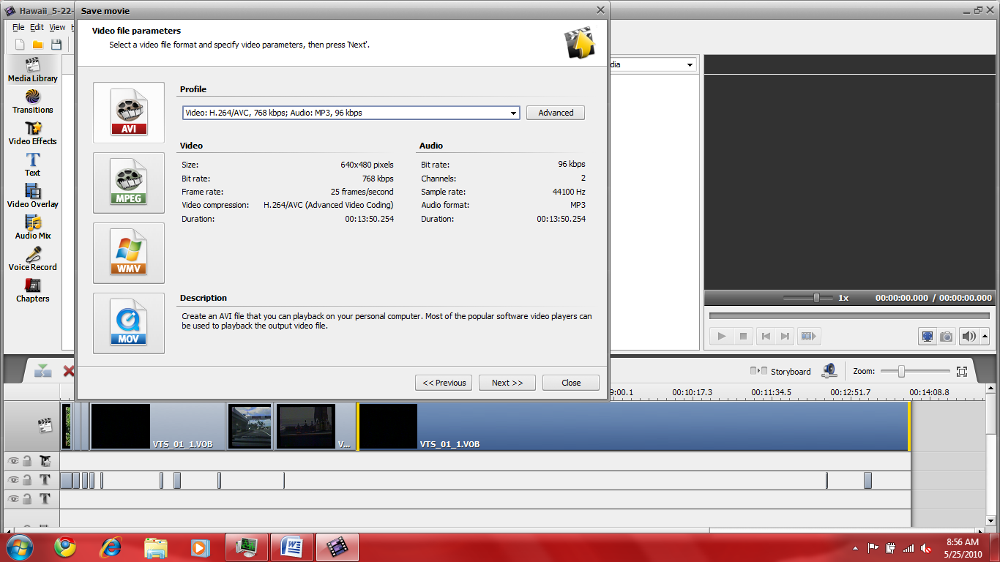 Hawaii_5-22-
Save movie
File Edit View
Video file parameters
Select a video file format and specify video parameters, then press 'Next'.
Media Library
Transitions
Video Effects
Text
Video Overlay
Audio Mix
Voice Record
Chapters
AVI
MPEG
WMV
MOV
Profile
Video: H.264/AVC, 768 kbps; Audio: MP3, 96 kbps
Advanced
Video
Size: 640x480 pixels
Bit rate: 768 kbps
Frame rate: 25 frames/second
Video compression: H.264/AVC (Advanced Video Coding)
Duration: 00:13:50.254
Audio
Bit rate: 96 kbps
Channels: 2
Sample rate: 44100 Hz
Audio format: MP3
Duration: 00:13:50.254
Description
Create an AVI file that you can playback on your personal computer. Most of the popular software video players can
be used to playback the output video file.
<< Previous Next >> Close
dia
1x 00:00:00.000 / 00:00:00.000
Storyboard Zoom:
9:00.1 00:10:17.3 00:11:34.5 00:12:51.7 00:14:08.8
VTS_01_1.VOB V... VTS_01_1.VOB
T
T
8:56 AM
5/25/2010